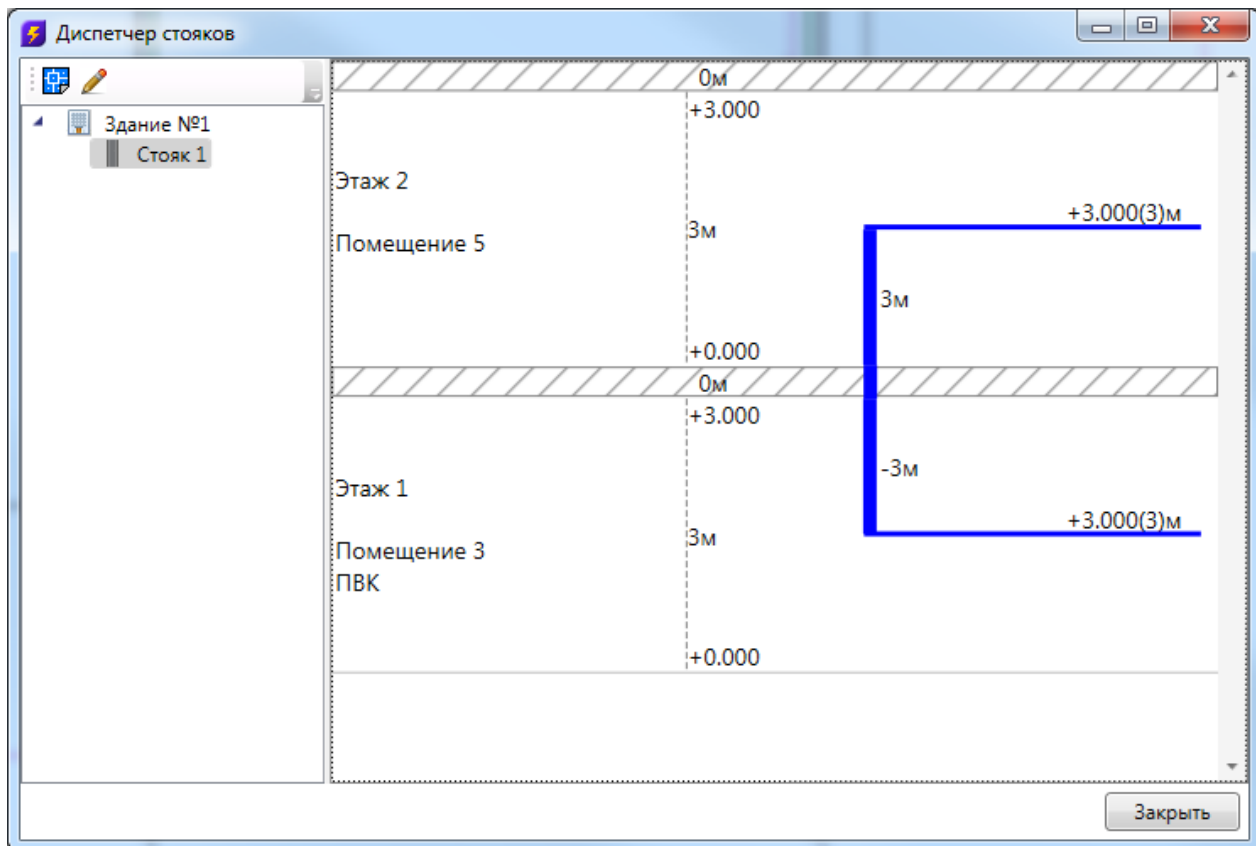 Диспетчер стояков
Здание №1
Стояк 1
0м
+3.000
Этаж 2
+3.000(3)м
3м
Помещение 5
3м
+0.000
0м
+3.000
-3м
Этаж 1
+3.000(3)м
3м
Помещение 3
ПВК
+0.000
Закрыть